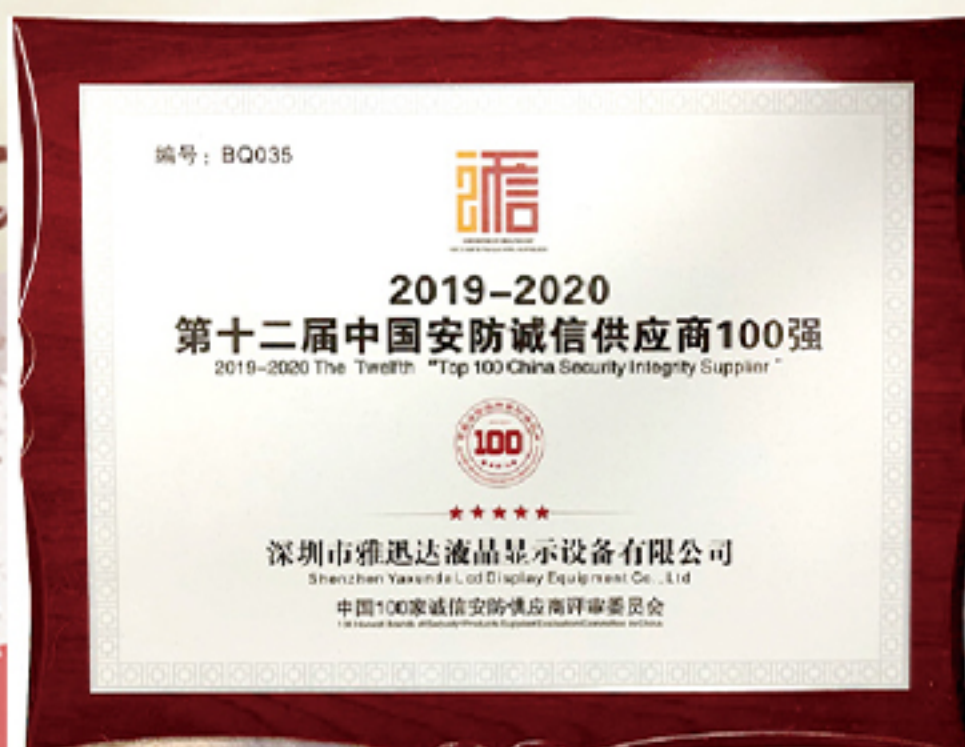 编号：BQ035
2019-2020
第十二届中国安防诚信供应商100强
2019-2020 The Twelfth "Top 100 China Security Integrity Supplier"
100
深圳市雅迅达液晶显示设备有限公司
Shenzhen Yaxunda Lcd Display Equipment Co., Ltd
中国100家诚信安防供应商评审委员会